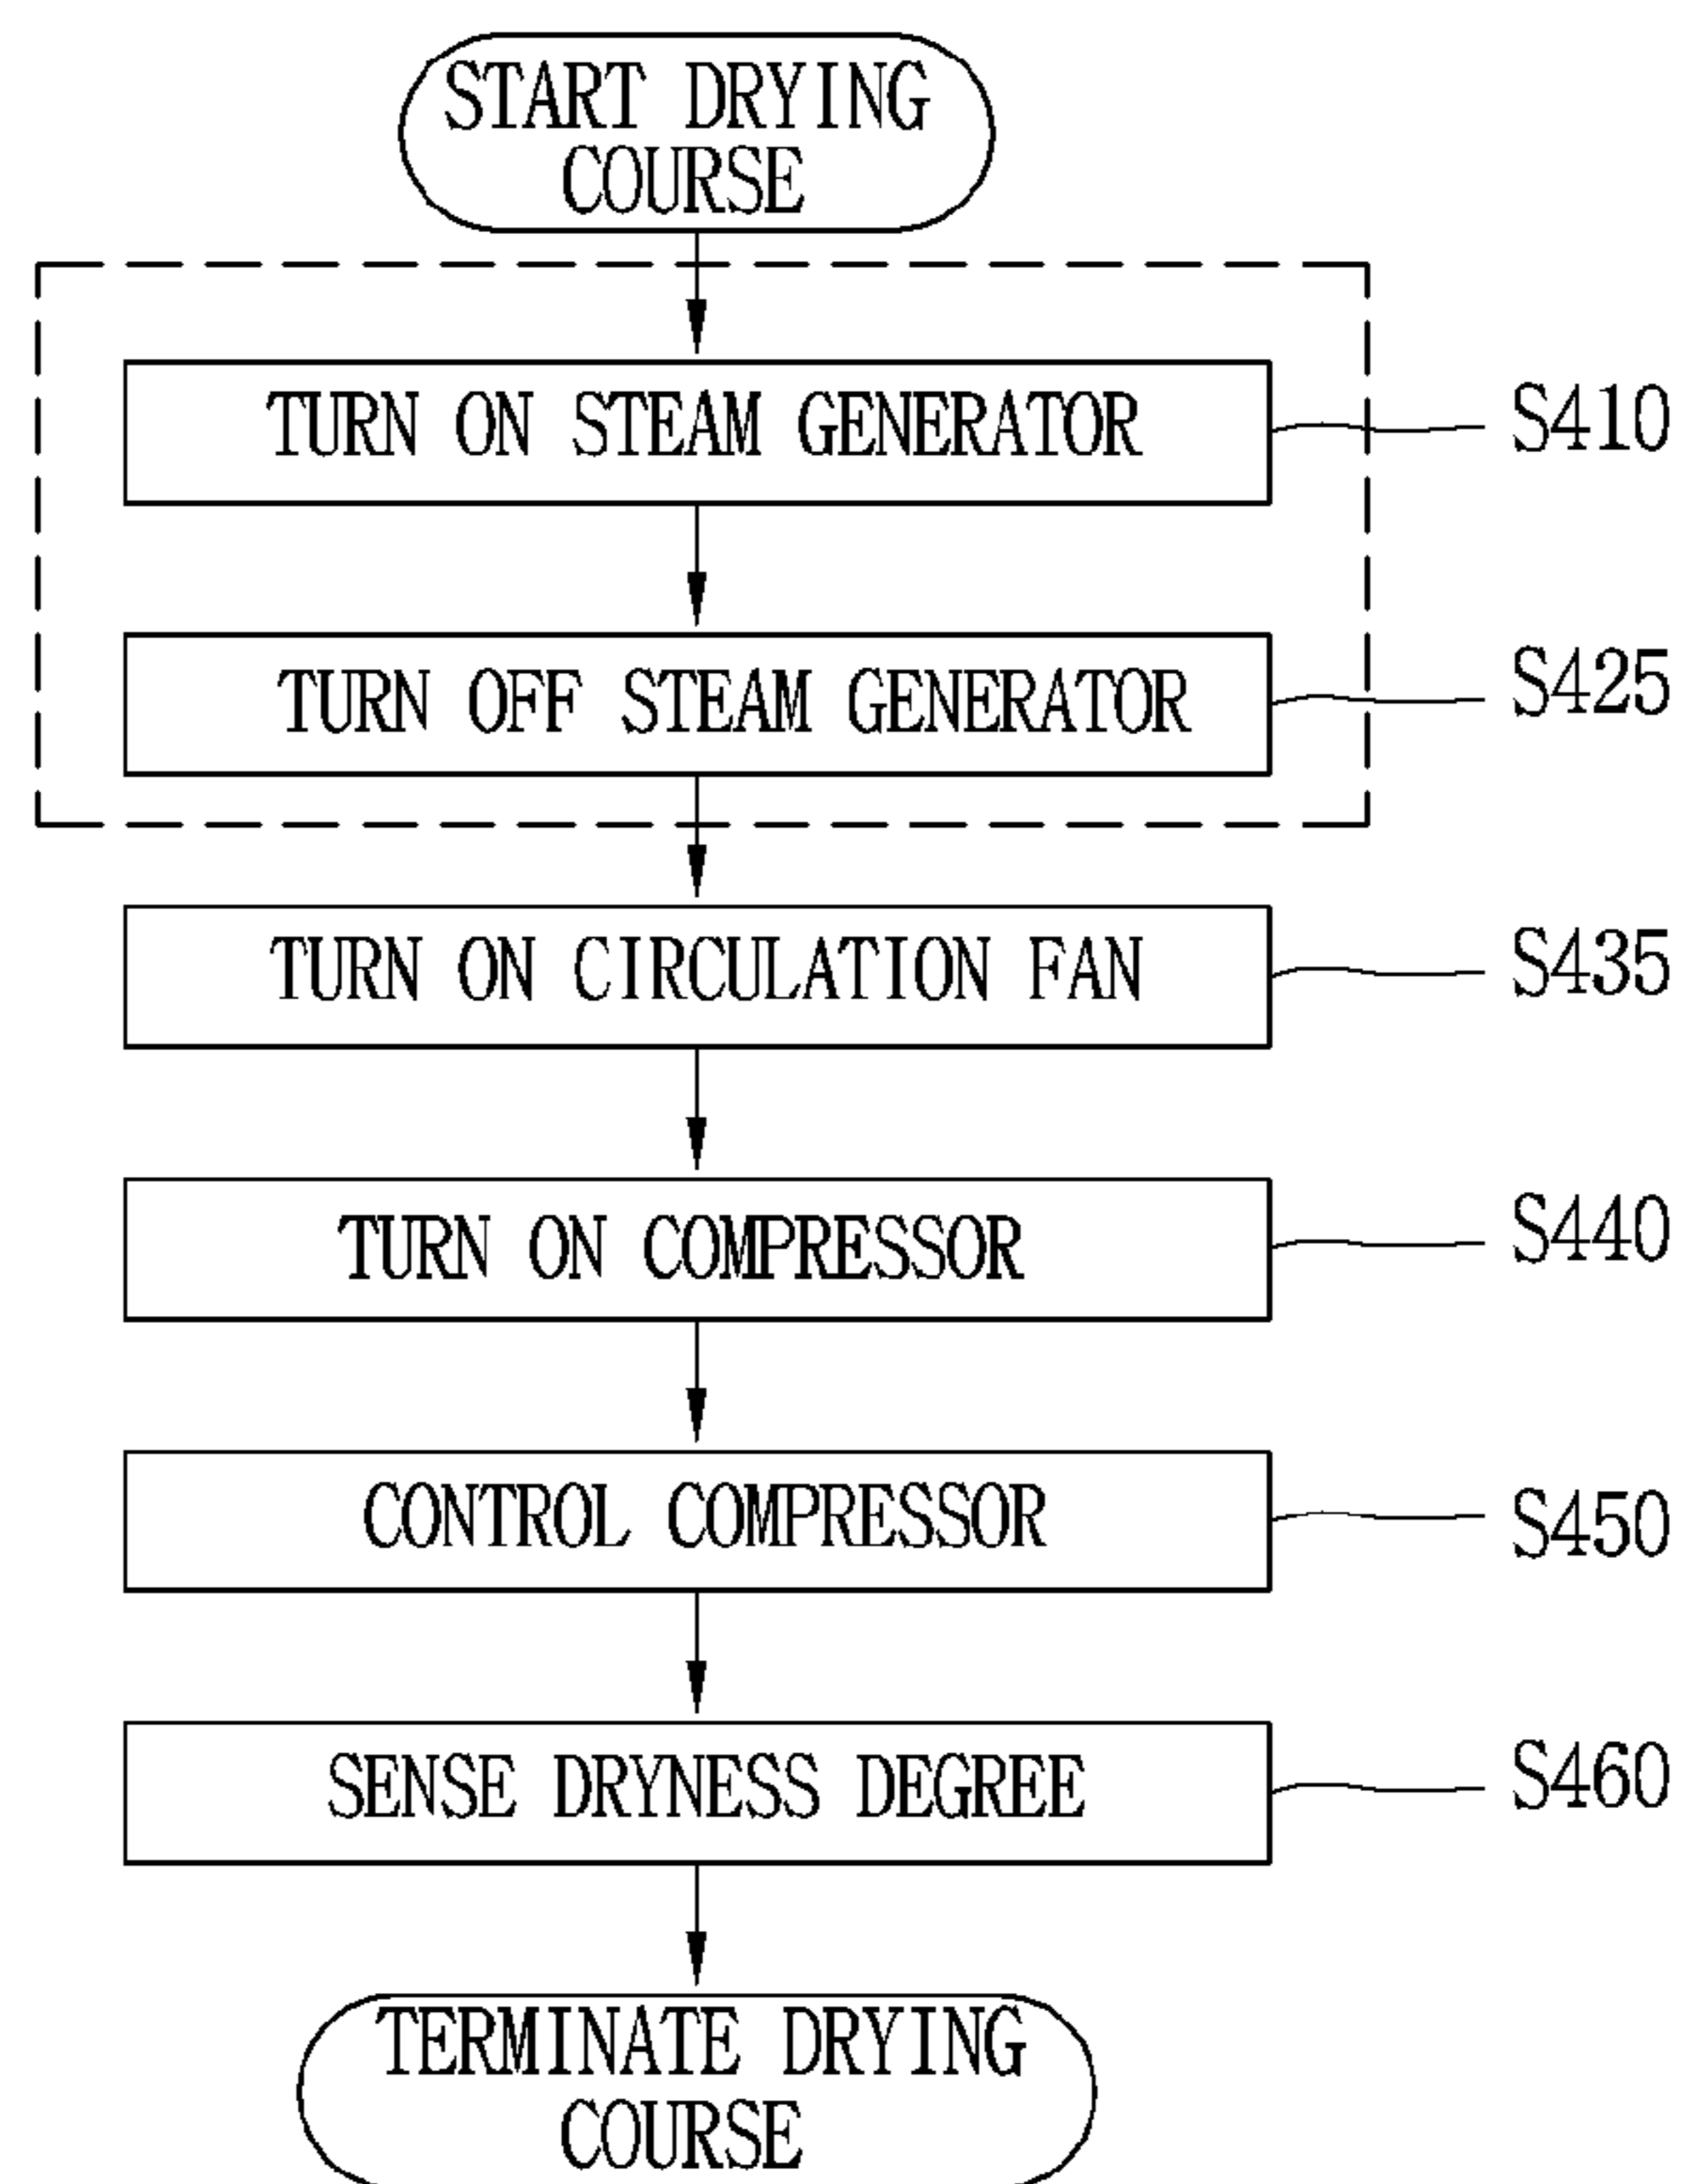 START DRYING
COURSE
TURN ON STEAM GENERATOR
S410
TURN OFF STEAM GENERATOR
S425
TURN ON CIRCULATION FAN
S435
TURN ON COMPRESSOR
S440
CONTROL COMPRESSOR
S450
SENSE DRYNESS DEGREE
S460
TERMINATE DRYING
COURSE